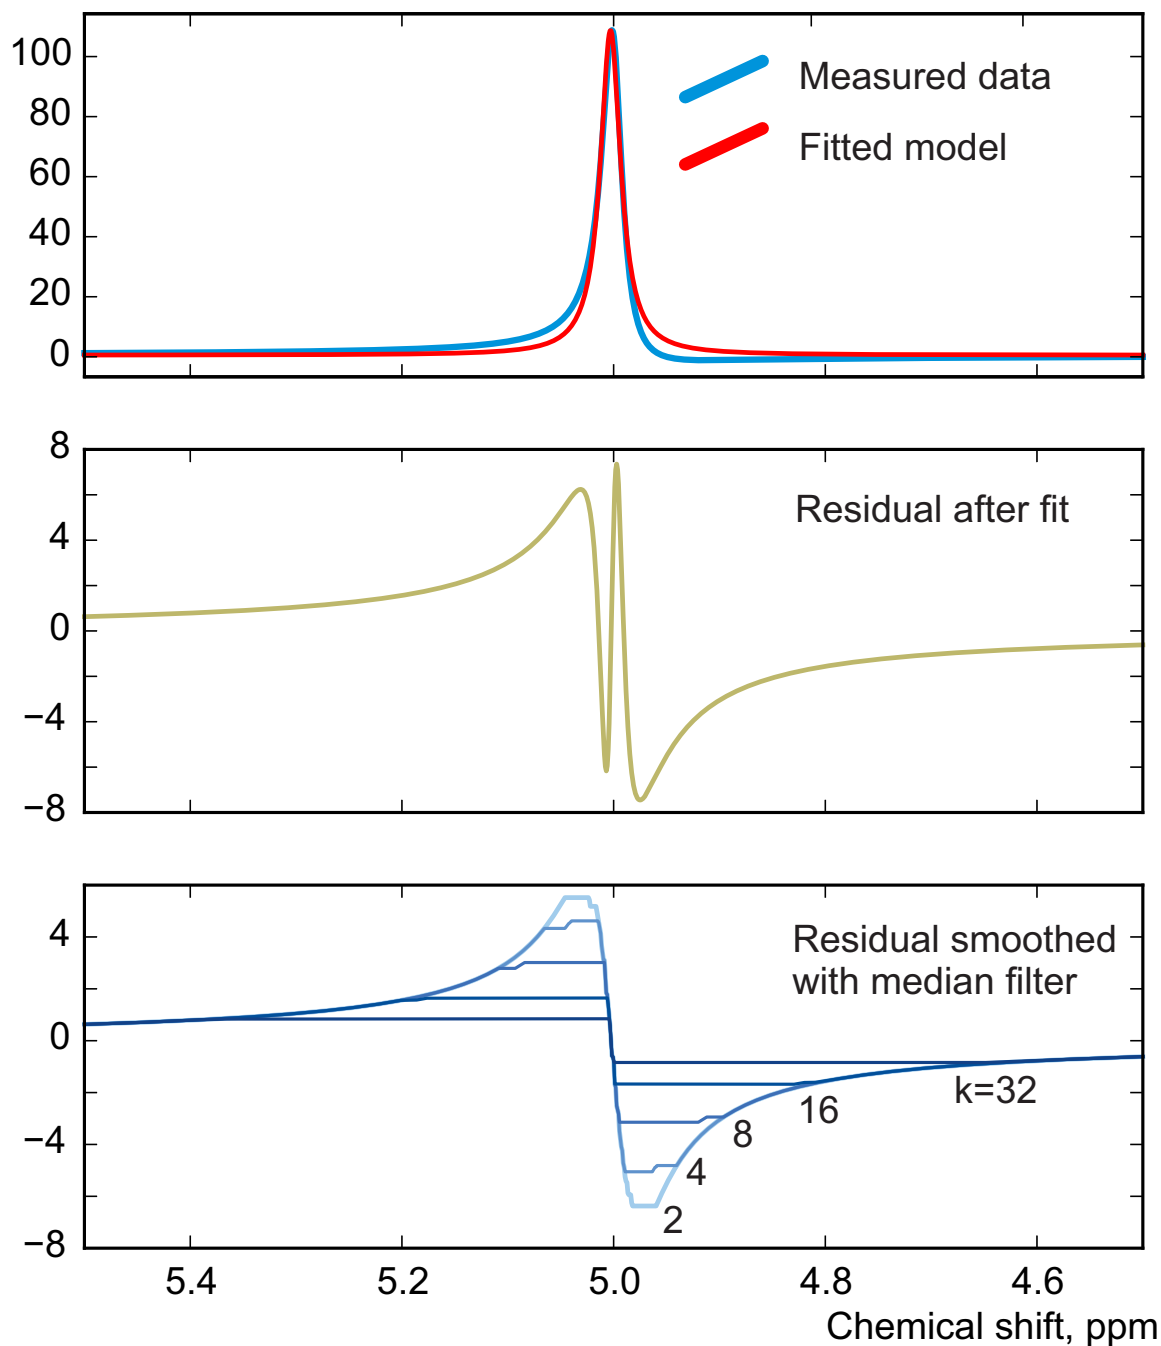 100
80
60
40
20
0
Measured data
Fitted model
8
4
0
−4
−8
Residual after fit
4
0
−4
−8
Residual smoothed
with median filter
k=32
16
8
4
2
5.4 5.2 5.0 4.8 4.6
Chemical shift, ppm